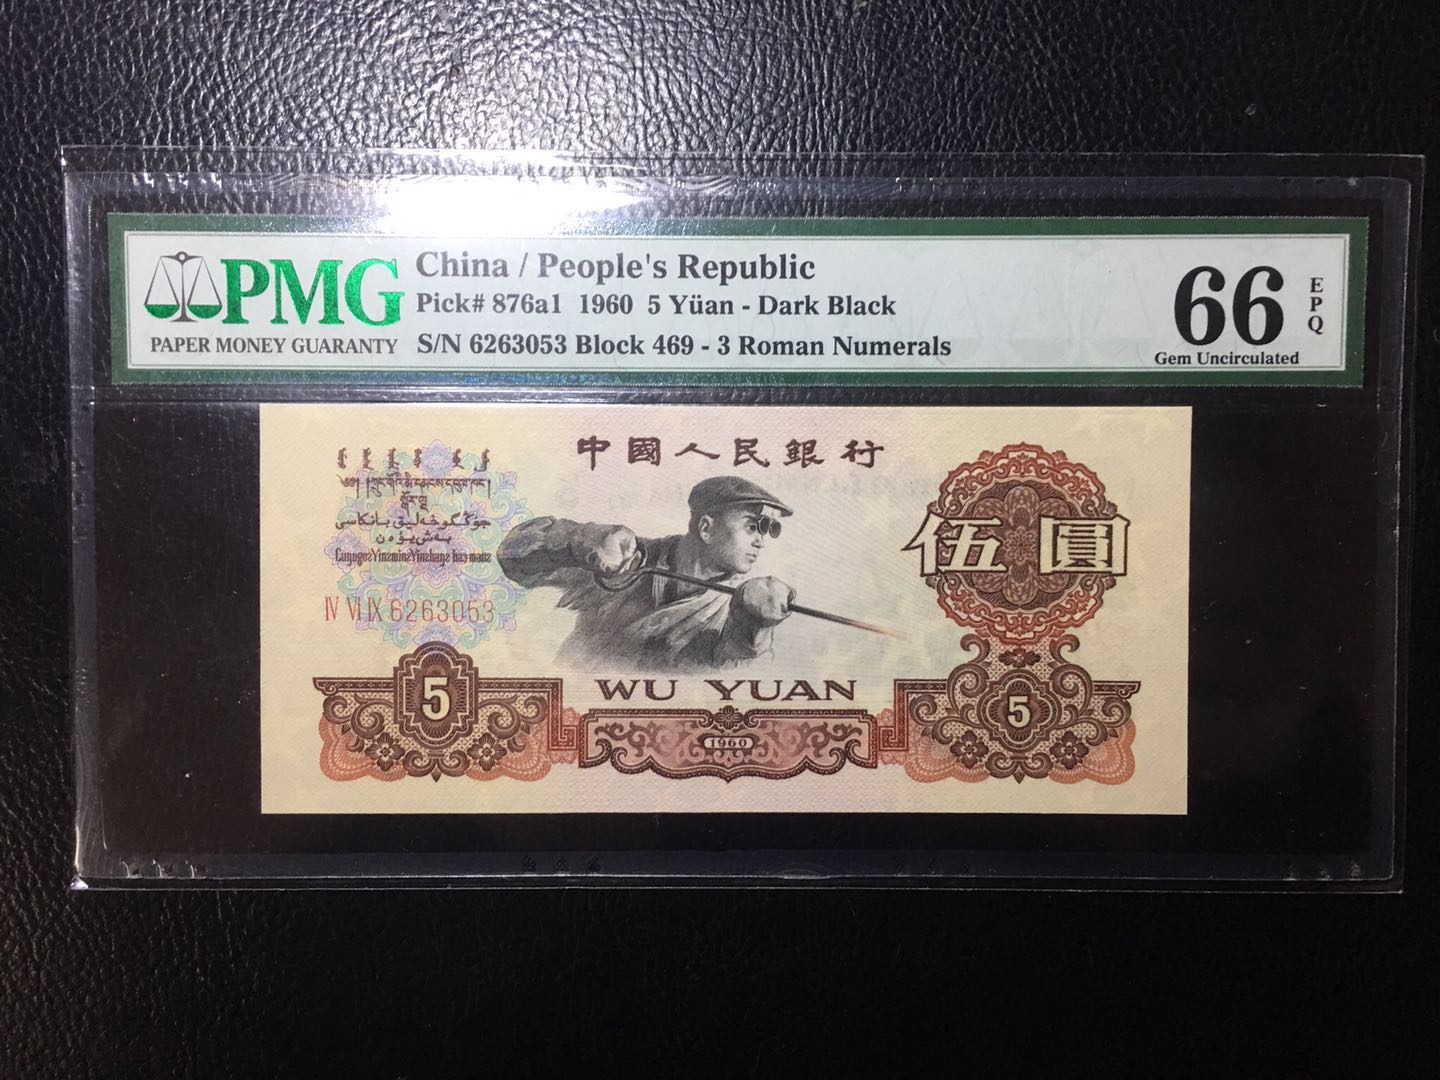 PMG
PAPER MONEY GUARANTY
China / People's Republic
Pick# 876a1 1960 5 Yüan - Dark Black
S/N 6263053 Block 469 - 3 Roman Numerals
66
EPQ
Gem Uncirculated
中國人民銀行
伍圓
IV VI IX 6263053
WU YUAN
5
5
1960